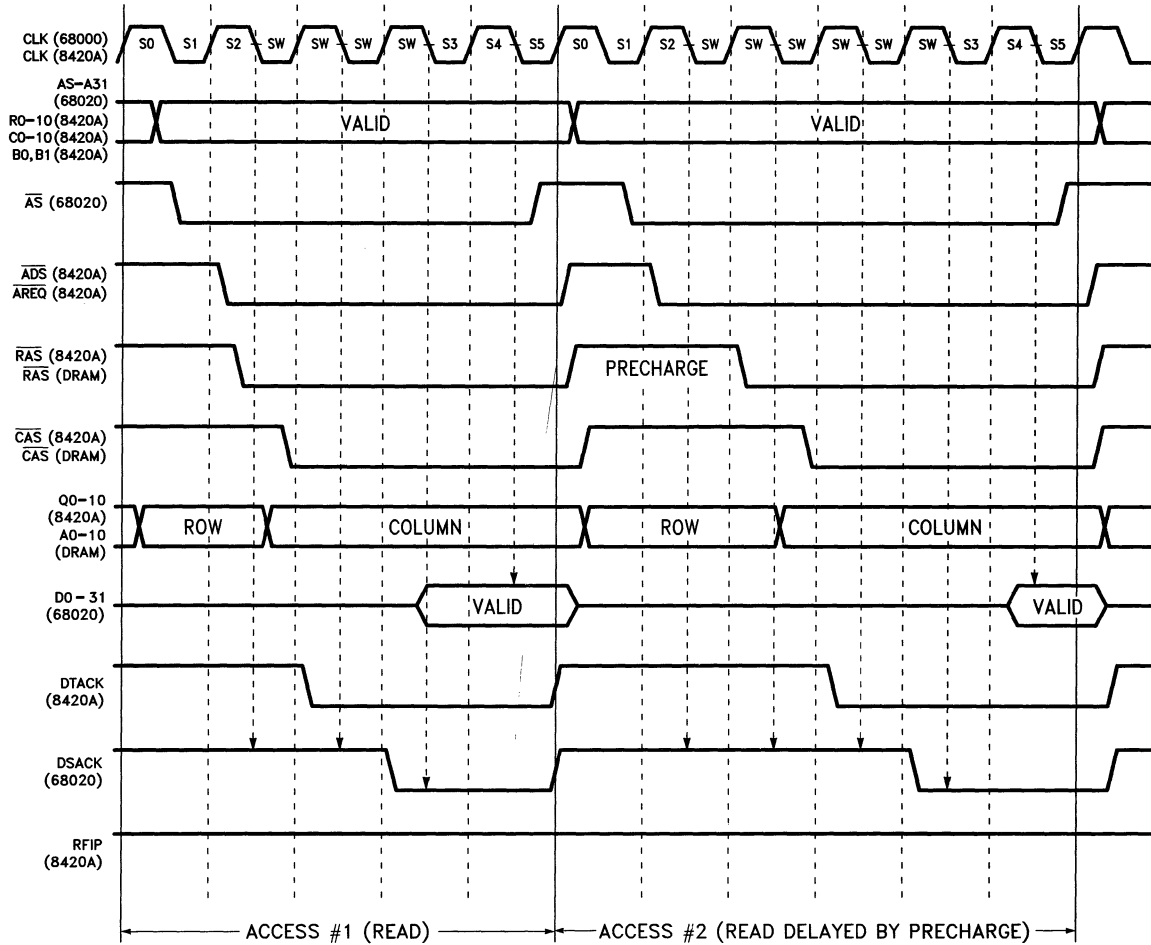 CLK (68000) S0 S1 S2 SW SW SW SW S3 S4 S5 S0 S1 S2 SW SW SW SW SW SW S3 S4 S5
CLK (8420A)
AS-A31
(68020)
R0-10 (8420A)
C0-10 (8420A)
B0, B1 (8420A)
VALID VALID
AS (68020)
ADS (8420A)
AREQ (8420A)
RAS (8420A)
RAS (DRAM)
PRECHARGE
CAS (8420A)
CAS (DRAM)
Q0-10
(8420A)
A0-10
(DRAM)
ROW COLUMN ROW COLUMN
D0-31
(68020)
VALID VALID
DTACK
(8420A)
DSACK
(68020)
RFIP
(8420A)
ACCESS #1 (READ) ACCESS #2 (READ DELAYED BY PRECHARGE)